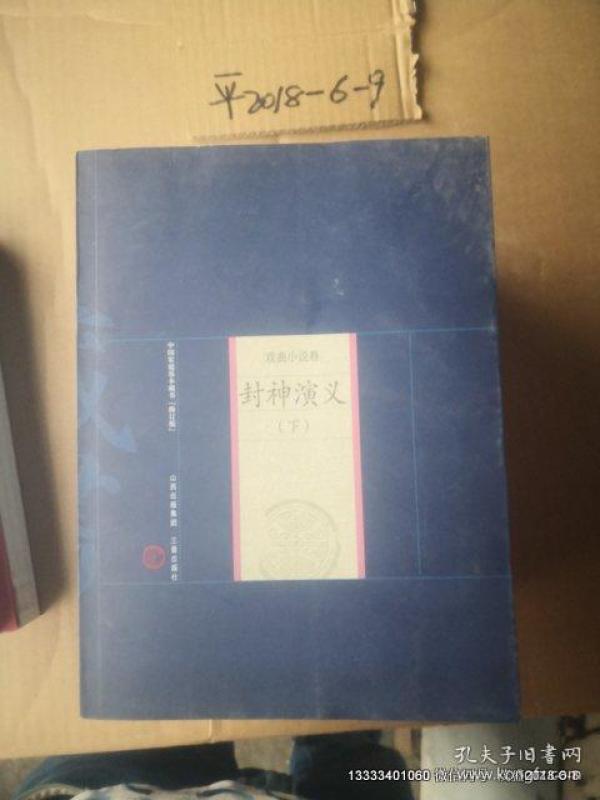 平2018-6-9
戏曲小说卷
封神演义
（下）
中国家庭基本藏书（修订版）
山西出版集团 三晋出版社
孔夫子旧书网
13333401060